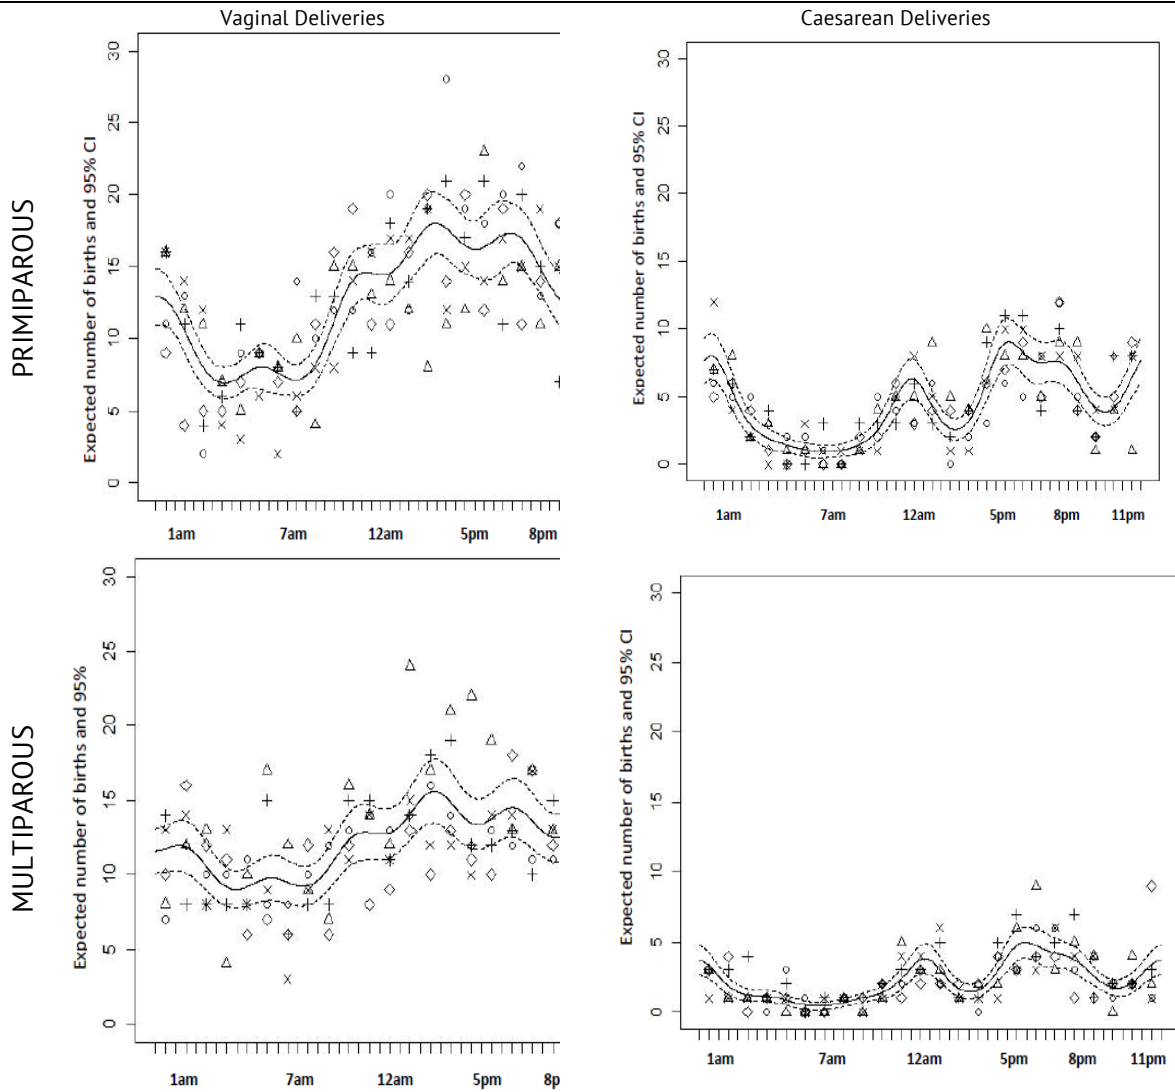 Vaginal Deliveries
Caesarean Deliveries
PRIMIPAROUS
Expected number of births and 95% CI
30
25
20
15
10
5
0
1am 7am 12am 5pm 8pm
Expected number of births and 95% CI
30
25
20
15
10
5
0
1am 7am 12am 5pm 8pm 11pm
MULTIPAROUS
Expected number of births and 95%
30
25
20
15
10
5
0
1am 7am 12am 5pm 8p
Expected number of births and 95% CI
30
25
20
15
10
5
0
1am 7am 12am 5pm 8pm 11pm